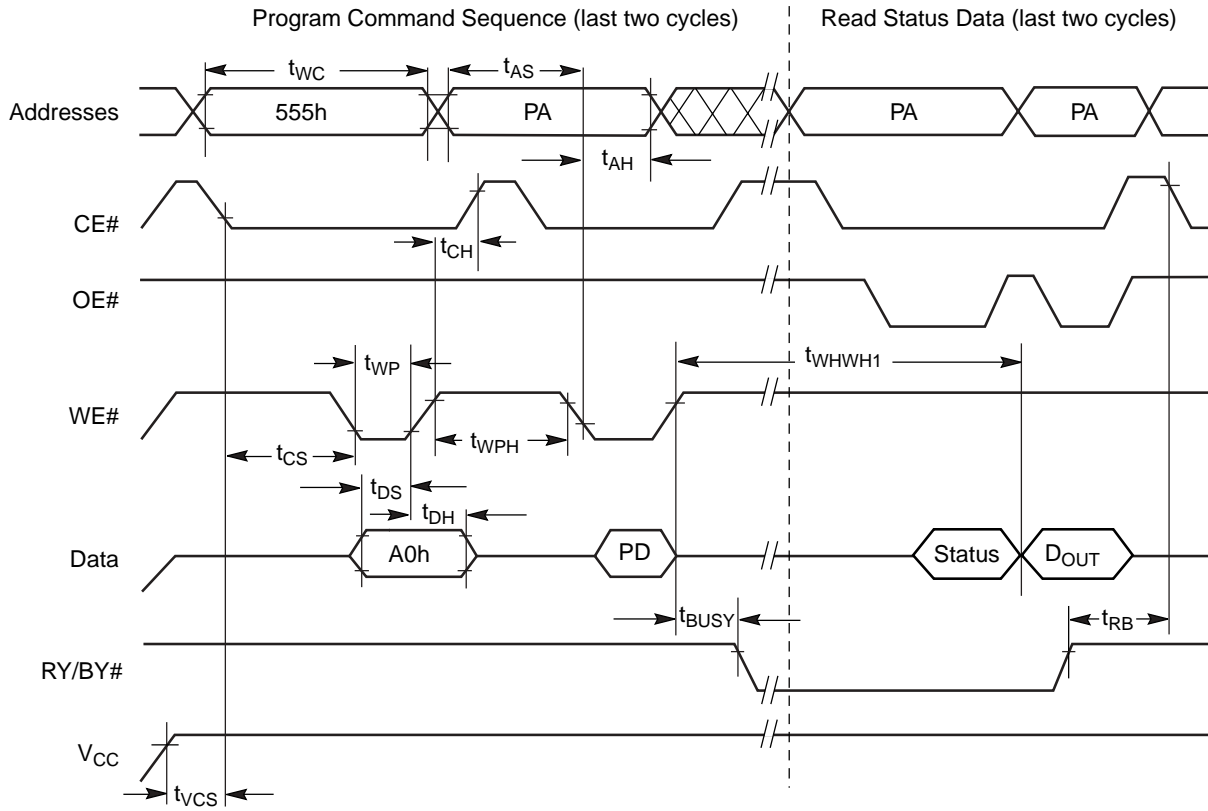 Program Command Sequence (last two cycles)
Read Status Data (last two cycles)
tWC
tAS
Addresses
555h
PA
PA
PA
tAH
CE#
tCH
OE#
tWP
tWHWH1
WE#
tCS
tWPH
tDS
tDH
Data
A0h
PD
Status
DOUT
tBUSY
tRB
RY/BY#
VCC
tVCS